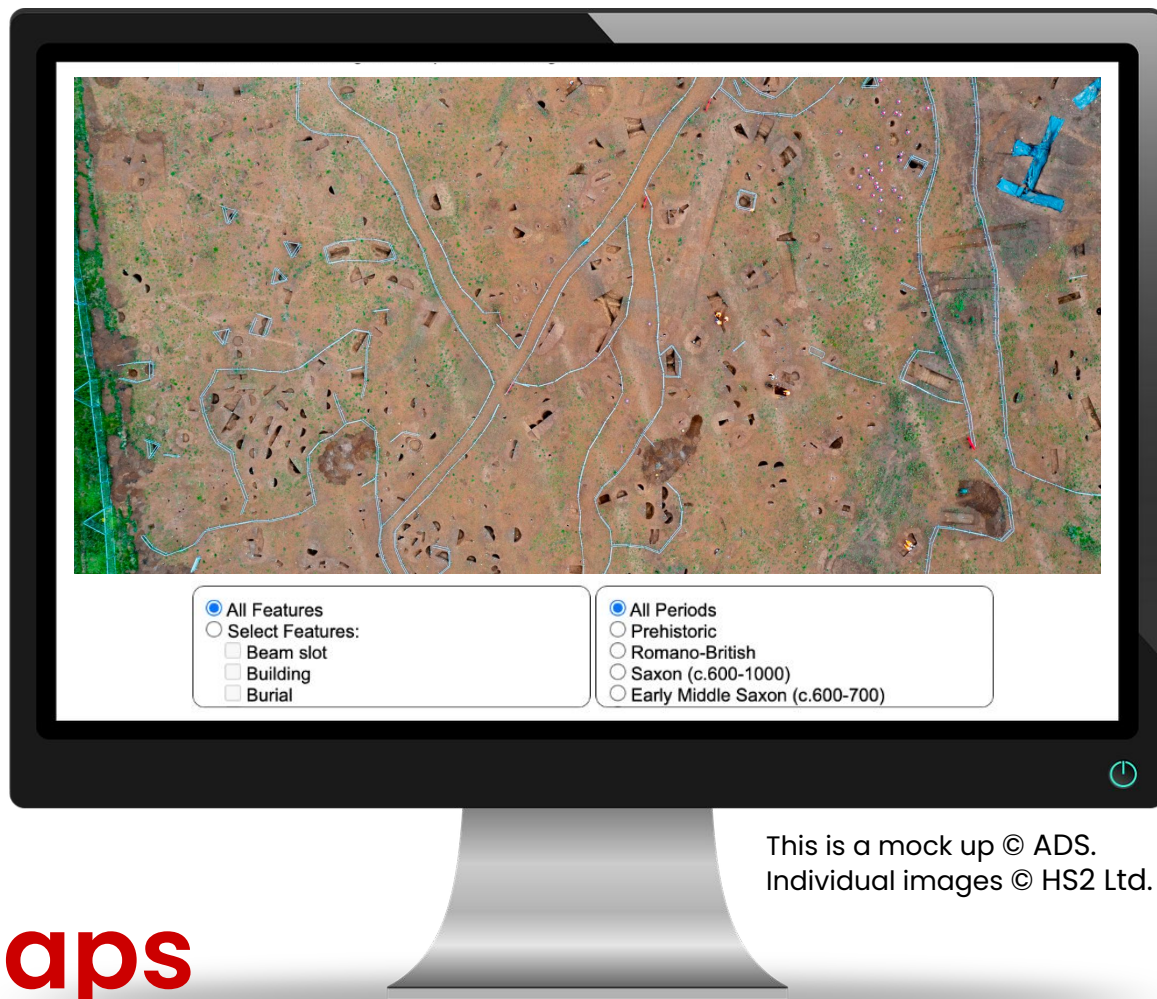 All Features
Select Features:
Beam slot
Building
Burial
All Periods
Prehistoric
Romano-British
Saxon (c.600-1000)
Early Middle Saxon (c.600-700)
This is a mock up © ADS.
Individual images © HS2 Ltd.
aps